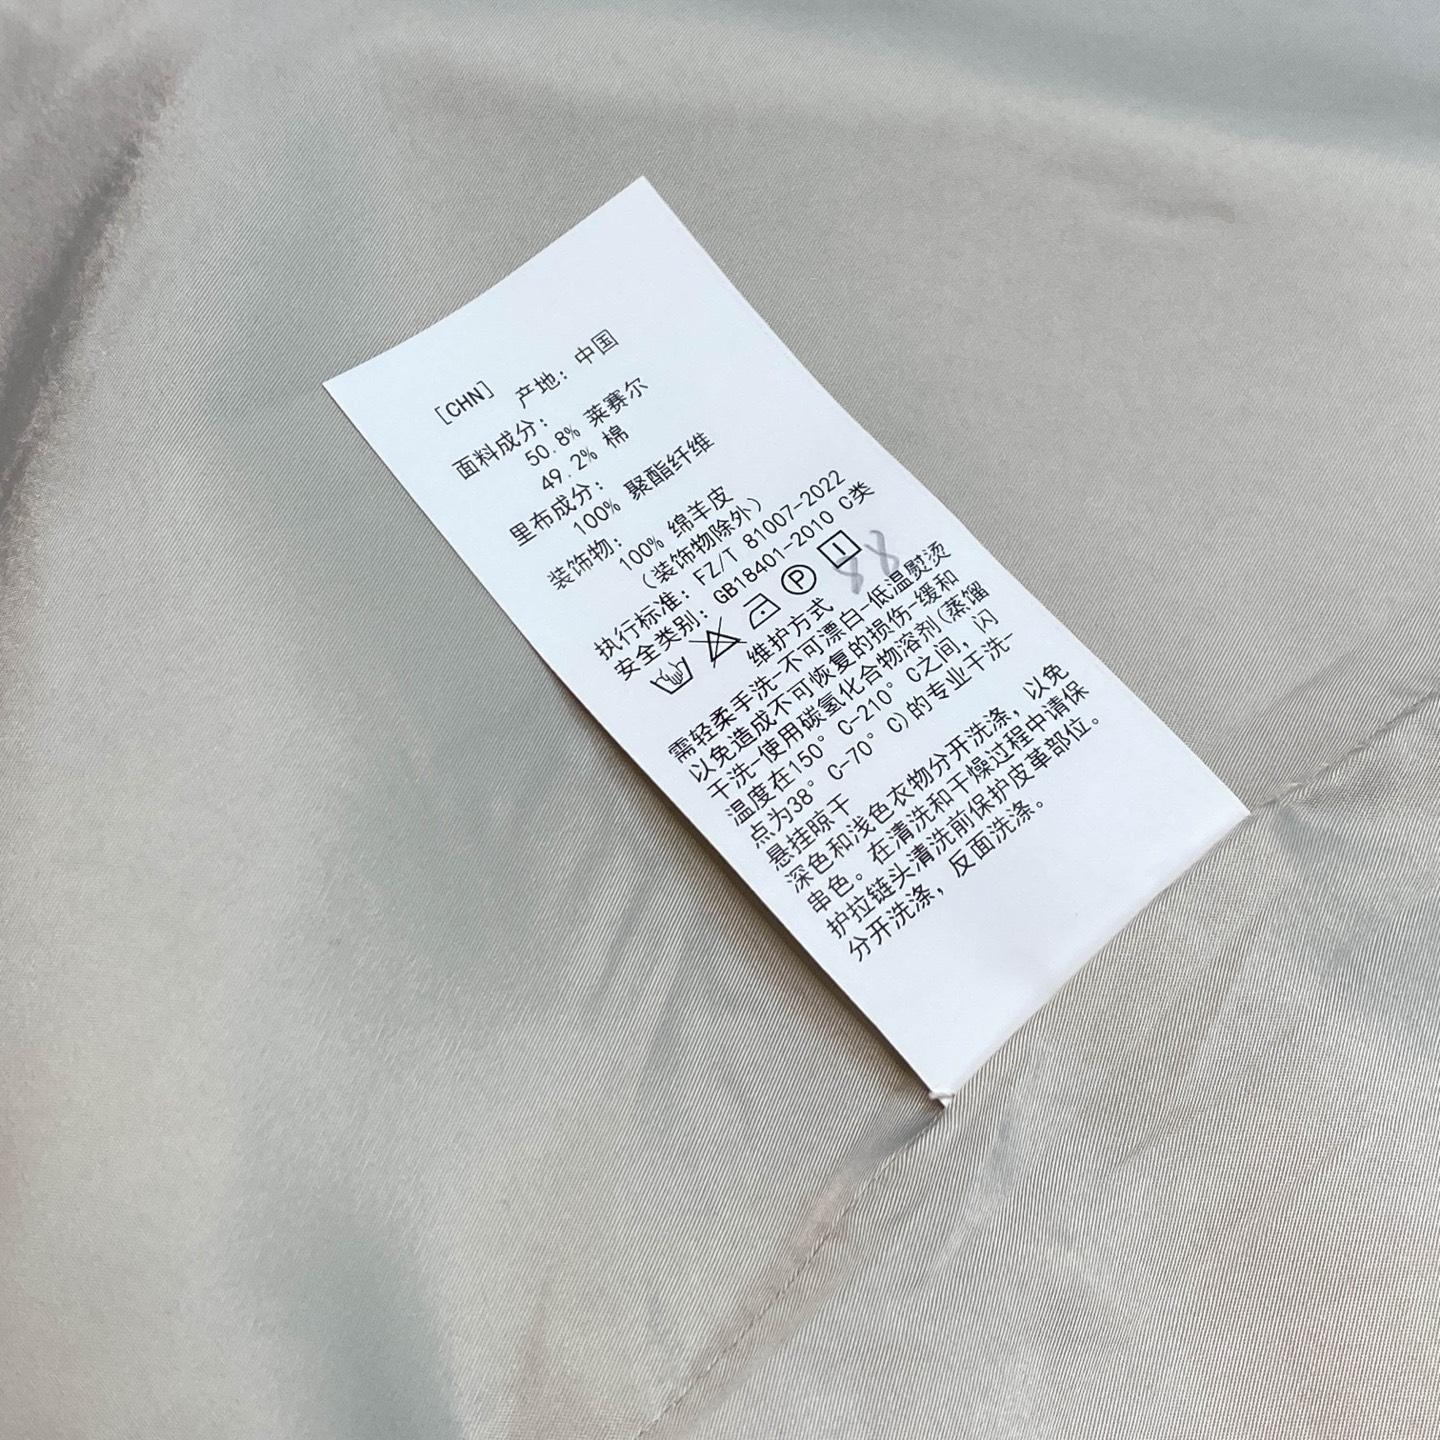 [CHN] 产地: 中国
面料成分:
50.8% 莱赛尔
49.2% 棉
里布成分:
100% 聚酯纤维
装饰物:
100% 绵羊皮
(装饰物除外)
执行标准: FZ/T 81007-2022
安全类别: GB18401-2010 C类
P
88
维护方式
需轻柔手洗-不可漂白-低温熨烫
以免造成不可恢复的损伤-缓和
干洗-使用碳氢化合物溶剂(蒸馏
温度在150°C-210°C之间, 闪
点为38°C-70°C)的专业干洗-
悬挂晾干
深色和浅色衣物分开洗涤, 以免
串色。在清洗和干燥过程中请保
护拉链头清洗前保护皮革部位。
分开洗涤, 反面洗涤。